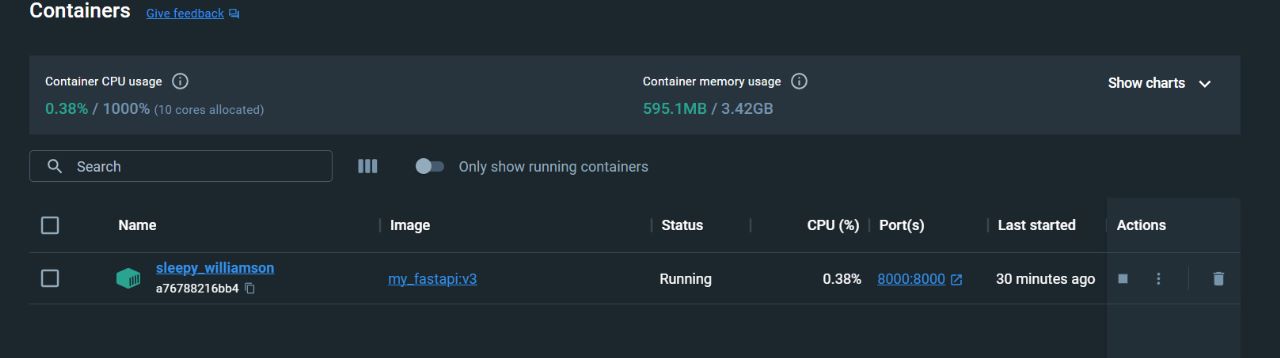 Containers Give feedback
Container CPU usage
0.38% / 1000% (10 cores allocated)
Container memory usage
595.1MB / 3.42GB
Show charts
Search
Only show running containers
Name Image Status CPU (%) Port(s) Last started Actions
sleepy_williamson my_fastapi:v3 Running 0.38% 8000:8000 30 minutes ago
a76788216bb4